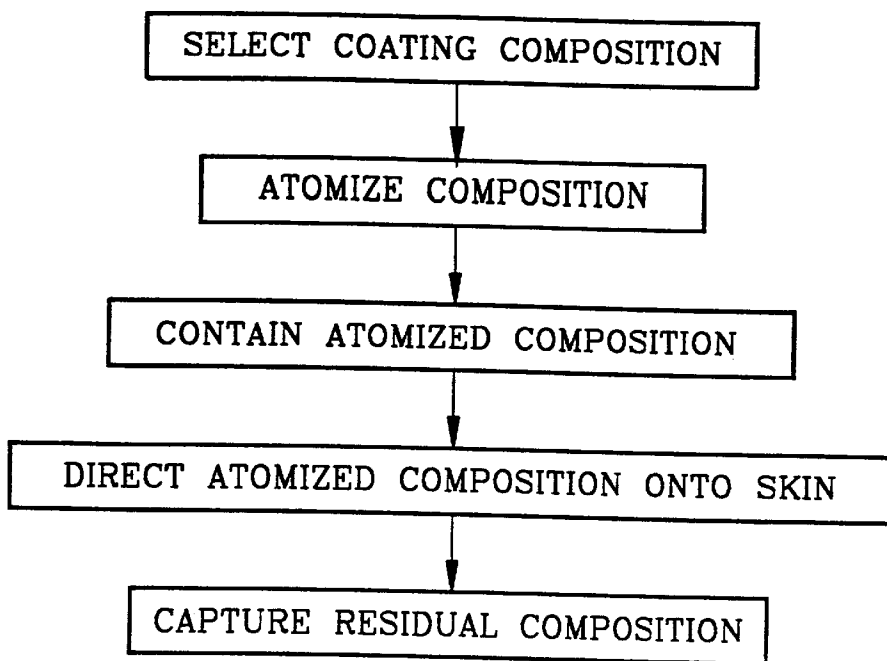 SELECT COATING COMPOSITION
ATOMIZE COMPOSITION
CONTAIN ATOMIZED COMPOSITION
DIRECT ATOMIZED COMPOSITION ONTO SKIN
CAPTURE RESIDUAL COMPOSITION